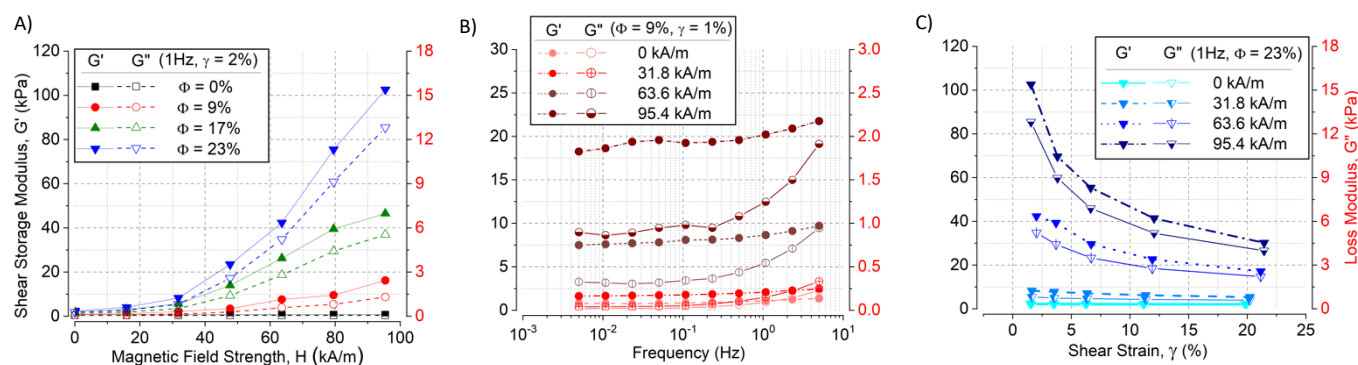 A)
G' G" (1Hz, γ = 2%)
Φ = 0%
Φ = 9%
Φ = 17%
Φ = 23%
Shear Storage Modulus, G' (kPa)
120
100
80
60
40
20
0
18
15
12
9
6
3
0
0 20 40 60 80 100
Magnetic Field Strength, H (kA/m)
B)
G' G" (Φ = 9%, γ = 1%)
0 kA/m
31.8 kA/m
63.6 kA/m
95.4 kA/m
30
25
20
15
10
5
0
3.0
2.5
2.0
1.5
1.0
0.5
0.0
10⁻³ 10⁻² 10⁻¹ 10⁰ 10¹
Frequency (Hz)
C)
G' G" (1Hz, Φ = 23%)
0 kA/m
31.8 kA/m
63.6 kA/m
95.4 kA/m
120
100
80
60
40
20
0
18
15
12
9
6
3
0
Loss Modulus, G" (kPa)
0 5 10 15 20 25
Shear Strain, γ (%)